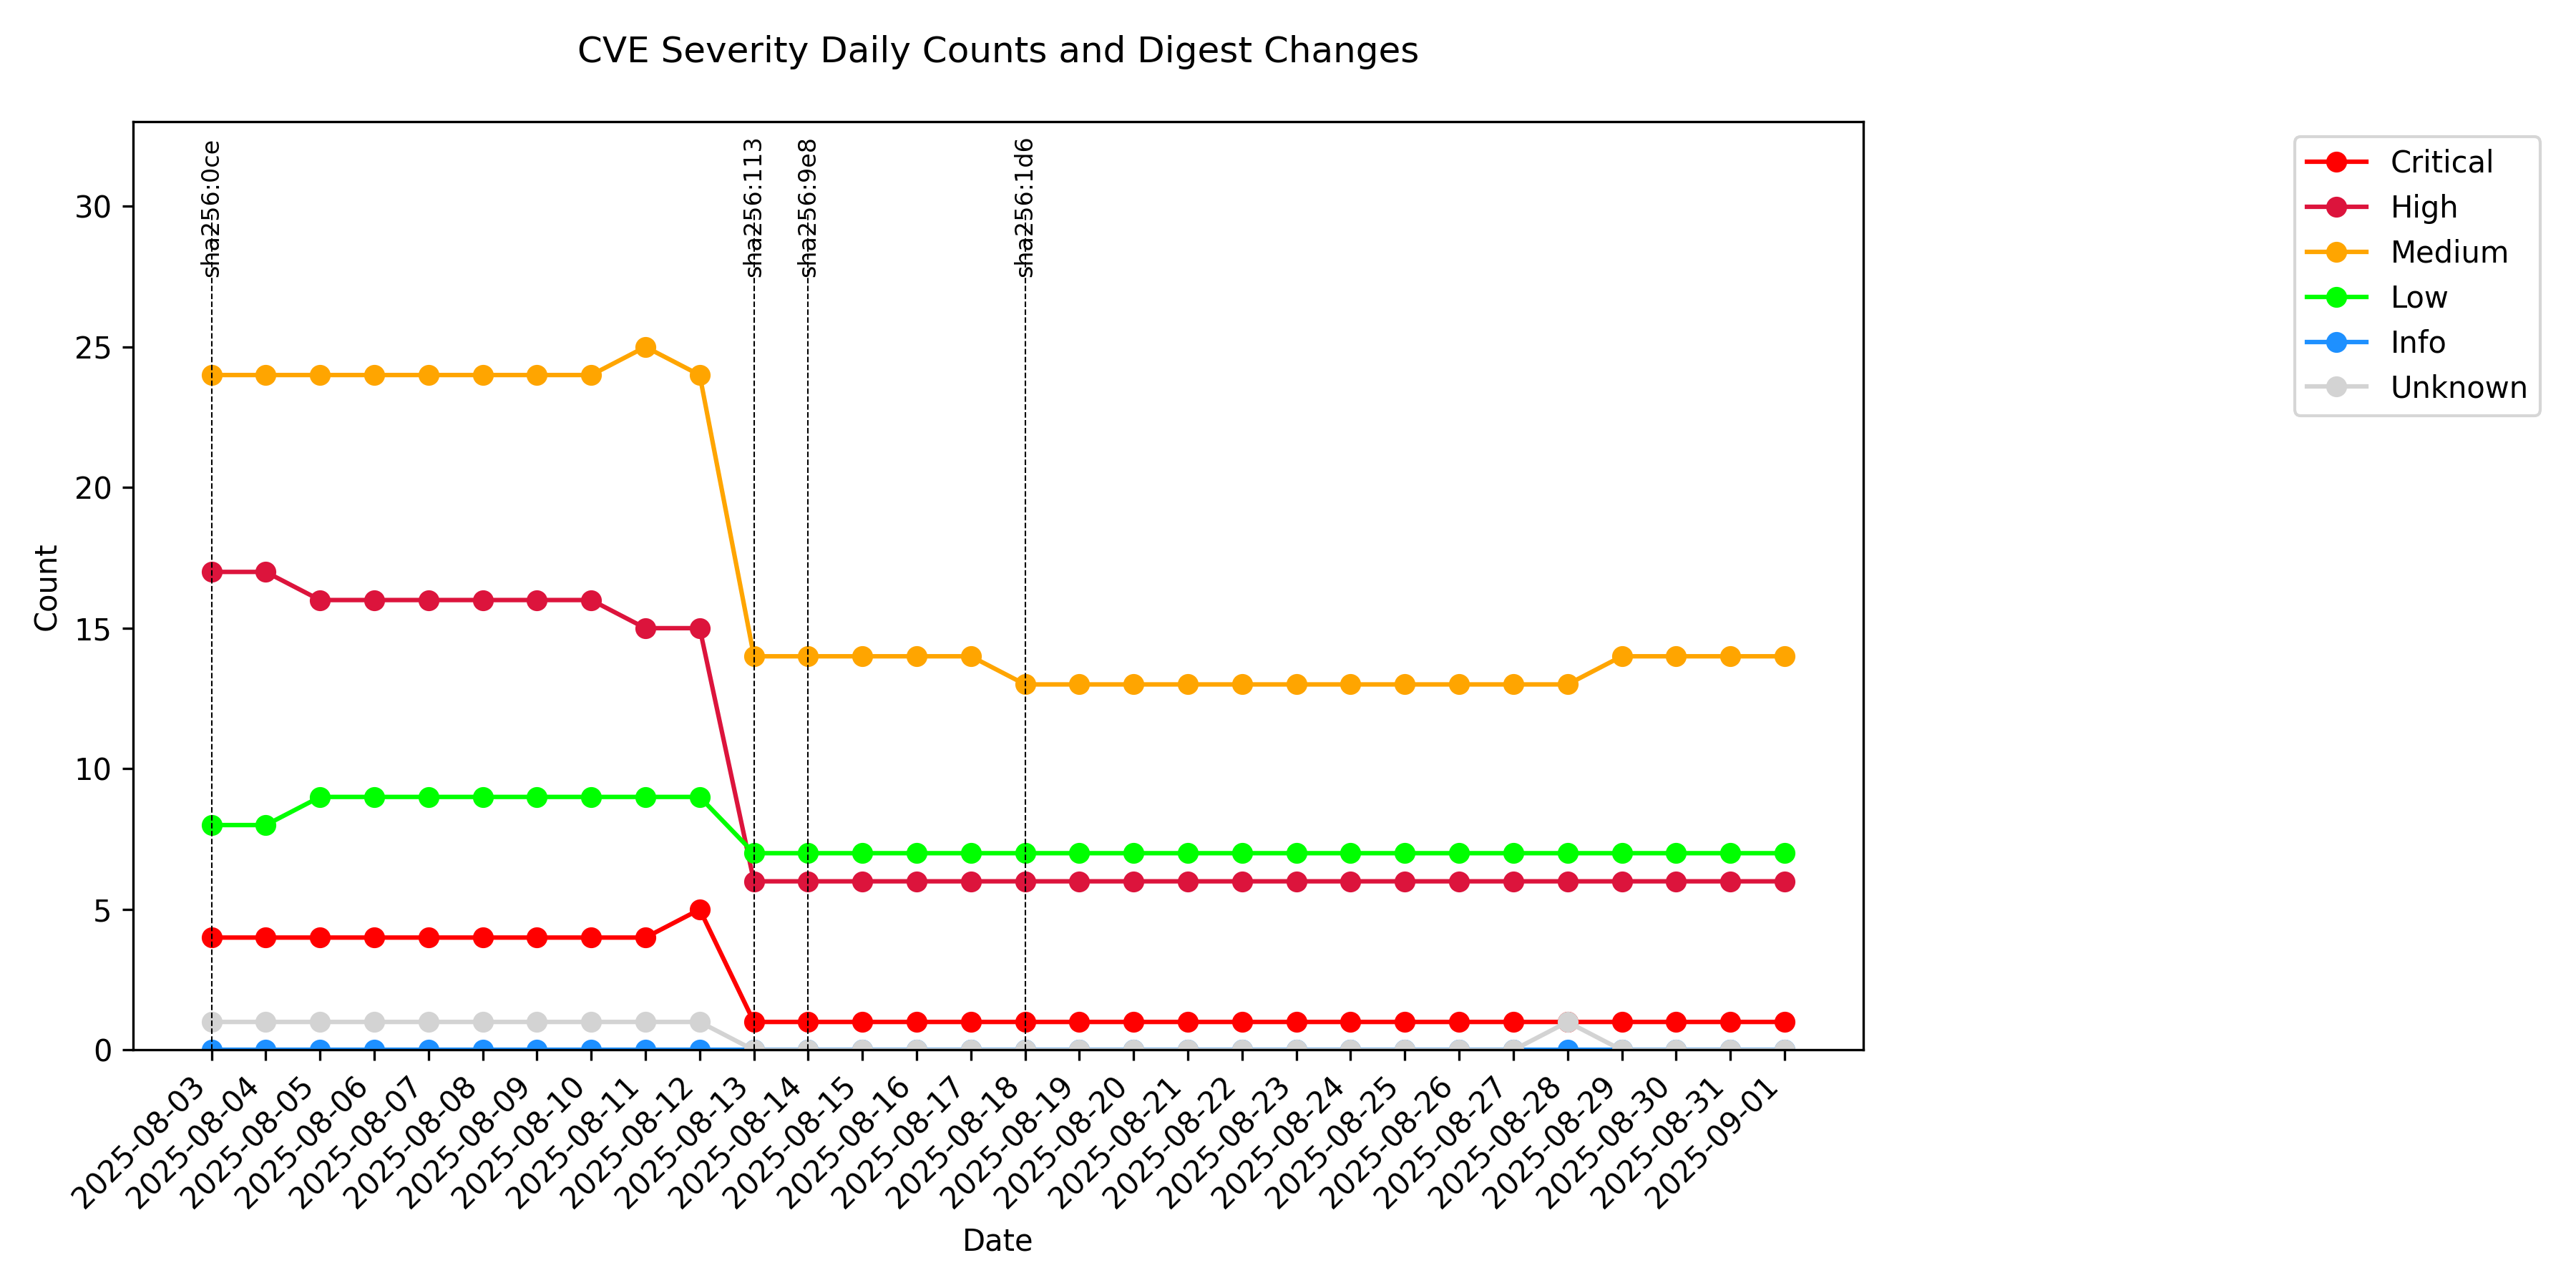 CVE Severity Daily Counts and Digest Changes
sha256:0ce
sha256:113
sha256:9e8
sha256:1d6
Critical
High
Medium
Low
Info
Unknown
30
25
20
15
10
5
0
Count
2025-08-03
2025-08-04
2025-08-05
2025-08-06
2025-08-07
2025-08-08
2025-08-09
2025-08-10
2025-08-11
2025-08-12
2025-08-13
2025-08-14
2025-08-15
2025-08-16
2025-08-17
2025-08-18
2025-08-19
2025-08-20
2025-08-21
2025-08-22
2025-08-23
2025-08-24
2025-08-25
2025-08-26
2025-08-27
2025-08-28
2025-08-29
2025-08-30
2025-08-31
2025-09-01
Date